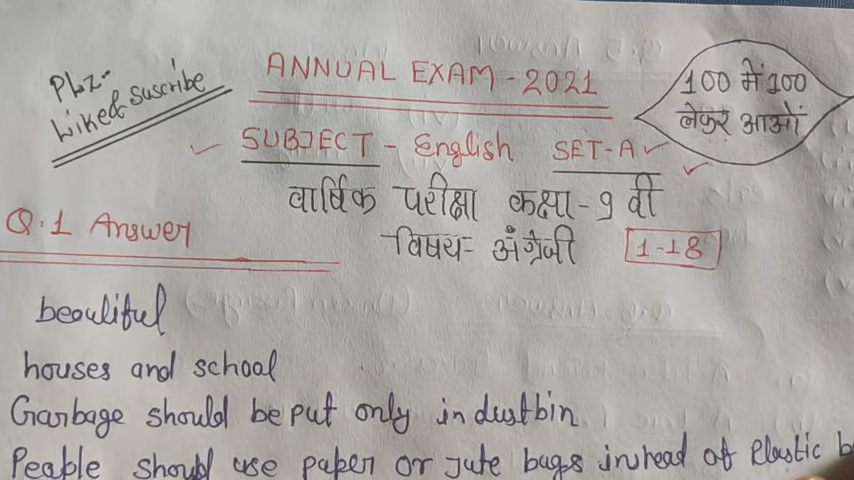 Plz-
Like & suscribe
ANNUAL EXAM - 2021
100 में 100
लेकर आओं
SUBJECT - English SET-A
वार्षिक परीक्षा कक्षा - 9 वी
विषय - अंग्रेजी 1-18
Q.1 Answer
beautiful
houses and school
Garbage should be put only in dustbin
Peaple should use paper or Jute bags instead of Plastic